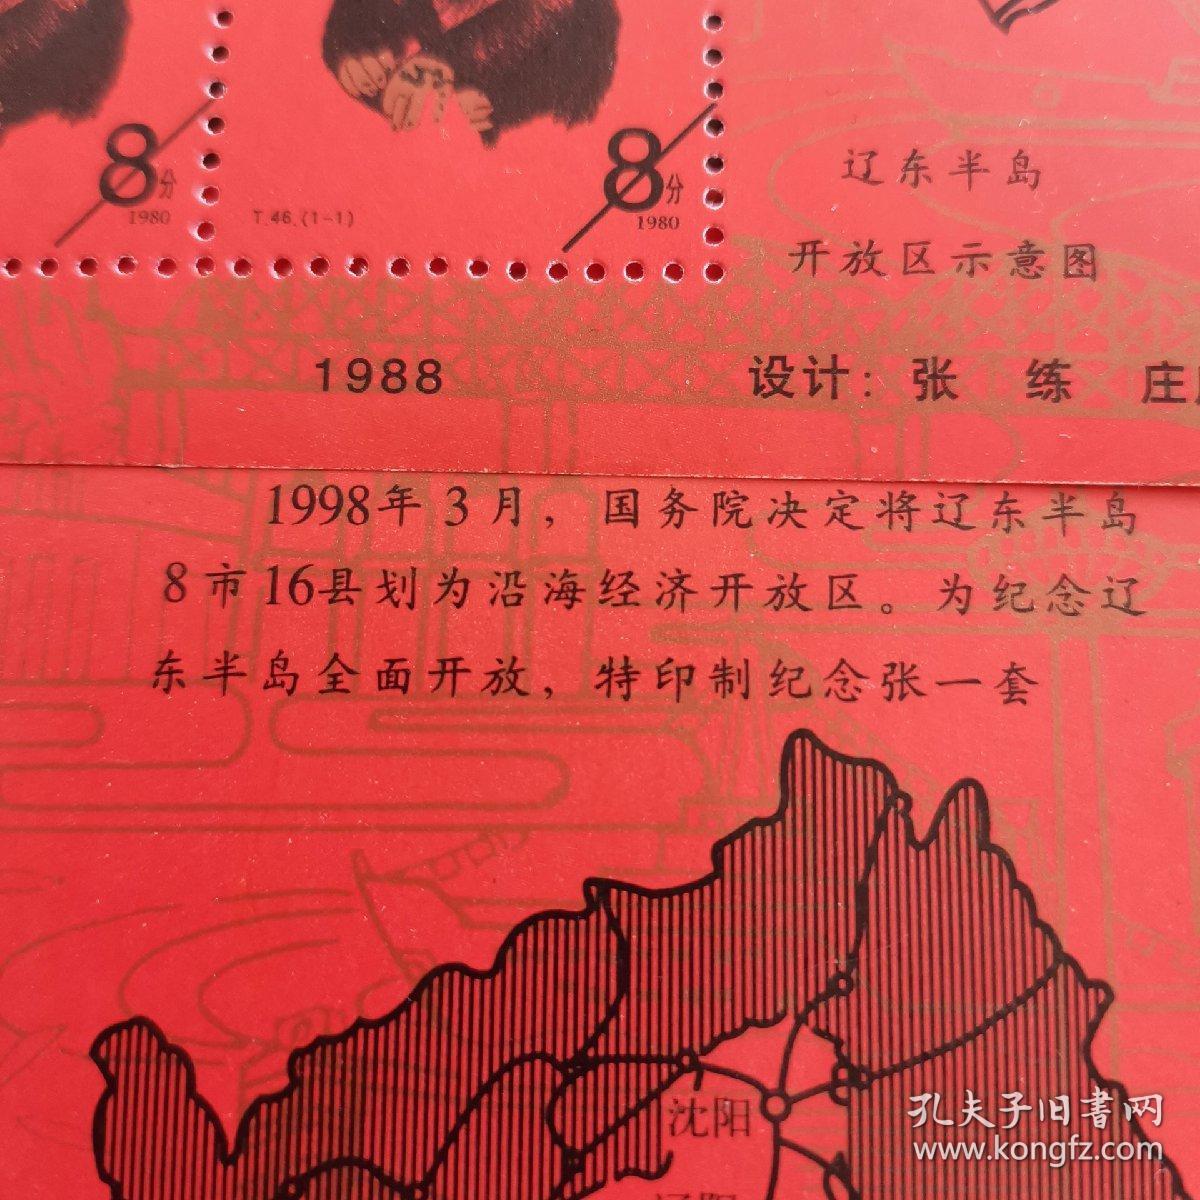 8分
1980
T.46.(1-1)
8分
1980
辽东半岛
开放区示意图
1988
设计：张 练 庄
1998年3月，国务院决定将辽东半岛
8市16县划为沿海经济开放区。为纪念辽
东半岛全面开放，特印制纪念张一套
沈阳
辽阳
孔夫子旧書网
www.kongfz.com